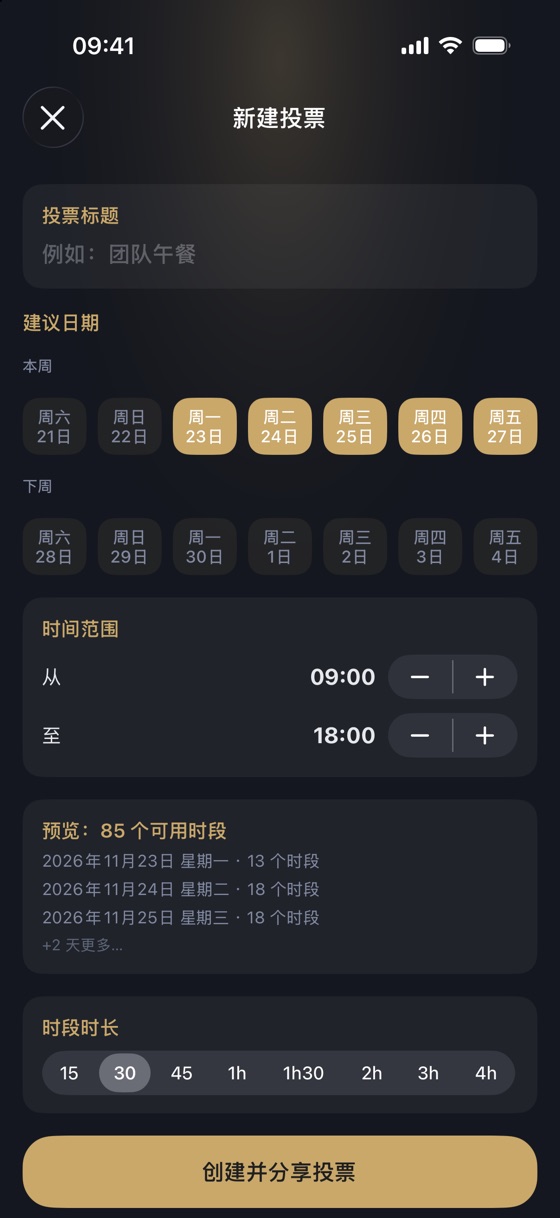 09:41
新建投票
投票标题
例如：团队午餐
建议日期
本周
周六 周日 周一 周二 周三 周四 周五
21日 22日 23日 24日 25日 26日 27日
下周
周六 周日 周一 周二 周三 周四 周五
28日 29日 30日 1日 2日 3日 4日
时间范围
从 09:00 − +
至 18:00 − +
预览：85 个可用时段
2026年11月23日 星期一 · 13 个时段
2026年11月24日 星期二 · 18 个时段
2026年11月25日 星期三 · 18 个时段
+2 天更多...
时段时长
15 30 45 1h 1h30 2h 3h 4h
创建并分享投票